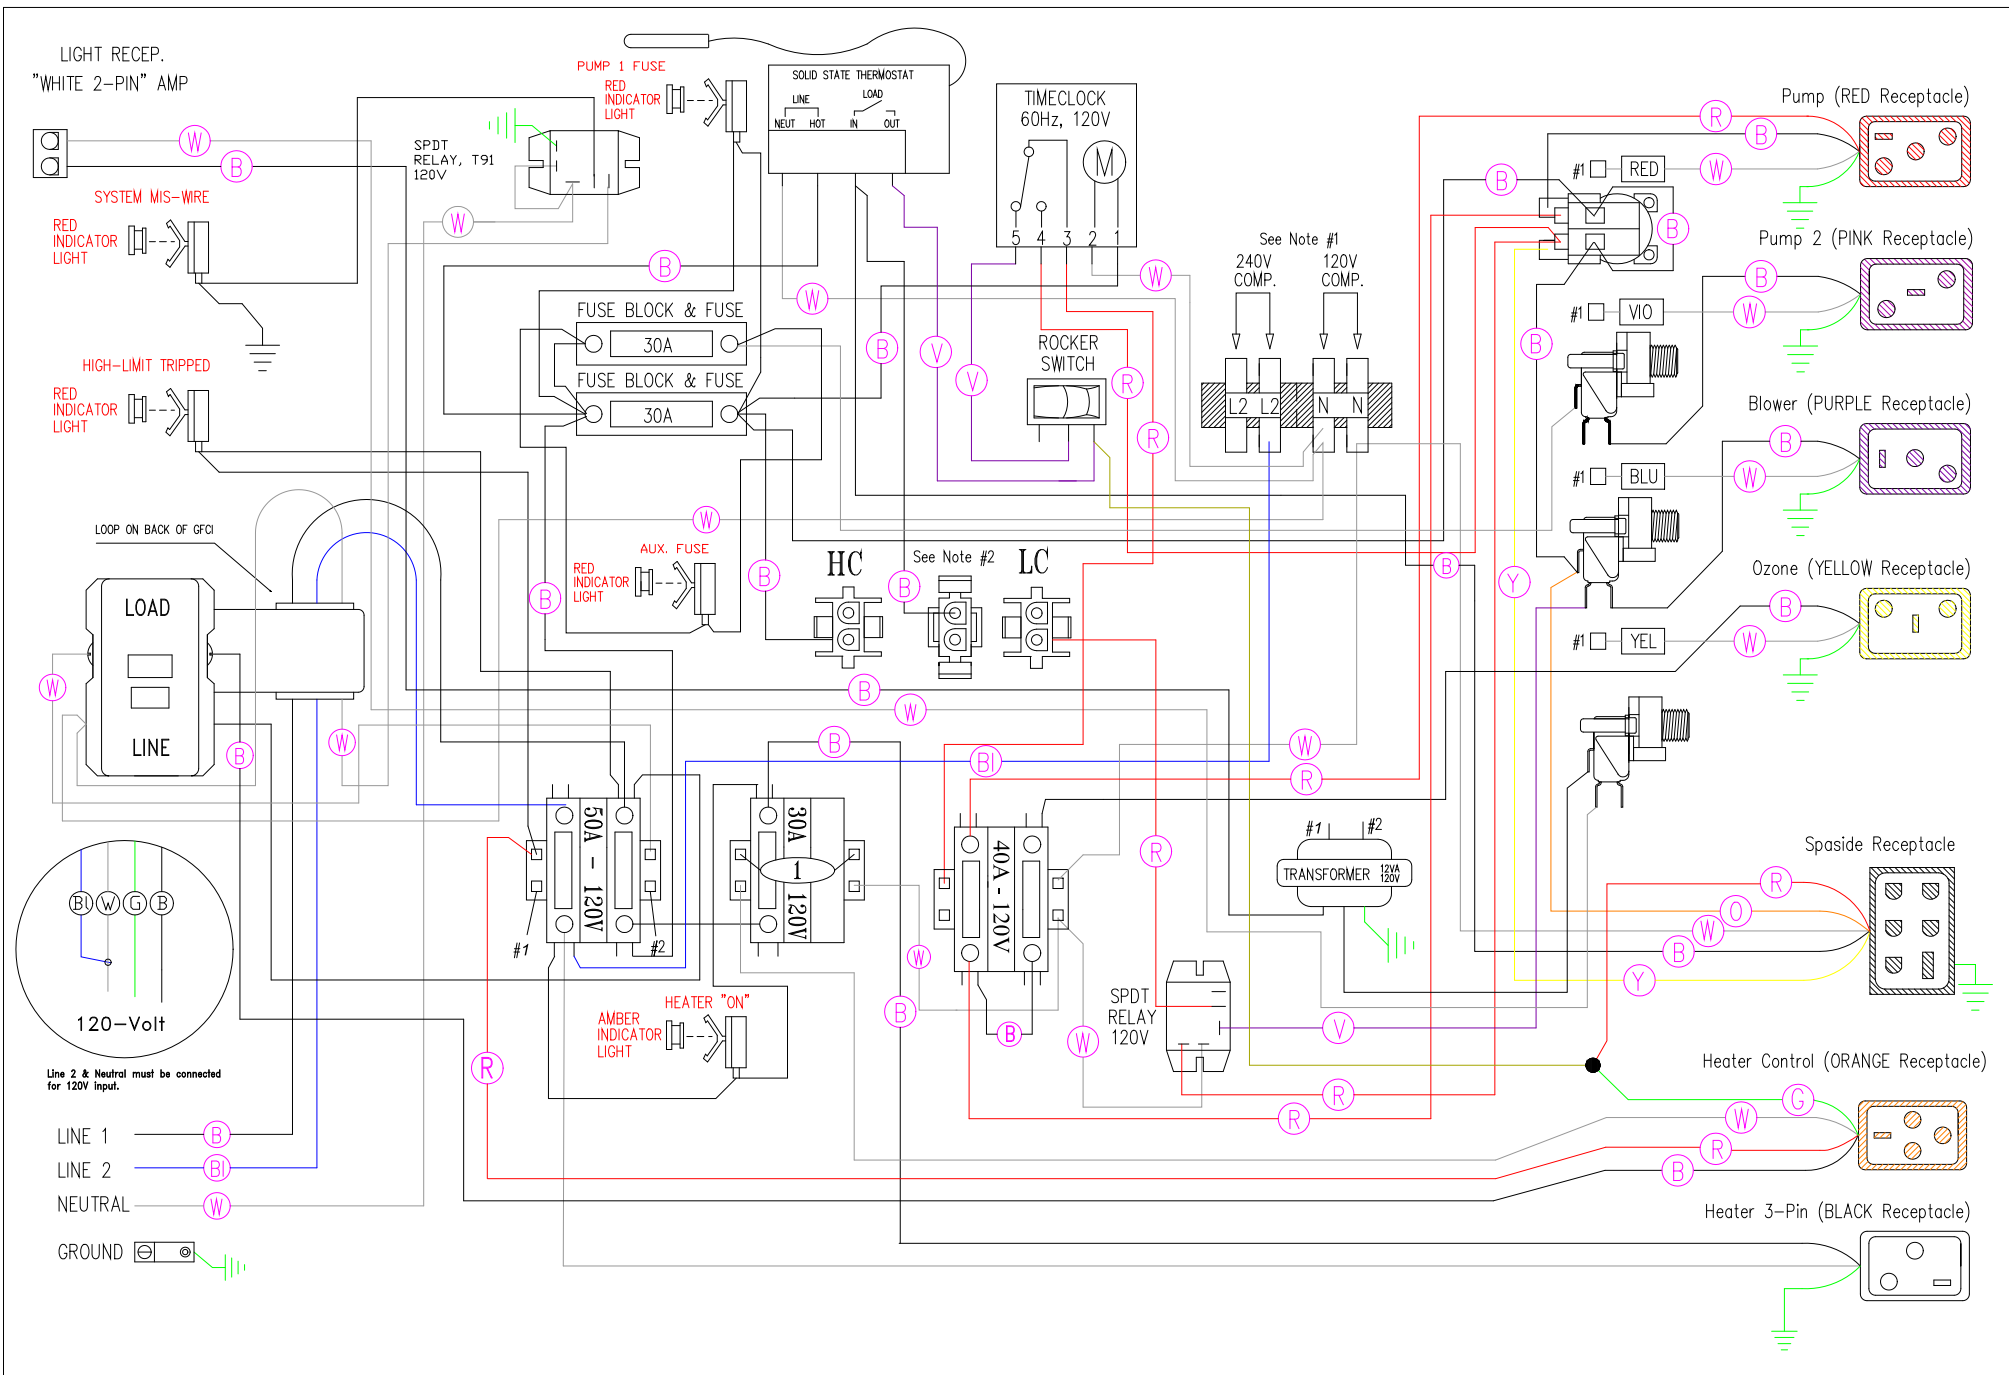 LIGHT RECEP.
"WHITE 2-PIN" AMP
W
B
SYSTEM MIS-WIRE
RED
INDICATOR
LIGHT
HIGH-LIMIT TRIPPED
RED
INDICATOR
LIGHT
LOOP ON BACK OF GFCI
LOAD
LINE
W
B
W
Bl
W
G
B
120-Volt
Line 2 & Neutral must be connected
for 120V input.
LINE 1
B
LINE 2
Bl
NEUTRAL
W
GROUND
SPDT
RELAY, T91
120V
W
PUMP 1 FUSE
RED
INDICATOR
LIGHT
B
FUSE BLOCK & FUSE
30A
FUSE BLOCK & FUSE
30A
SOLID STATE THERMOSTAT
LINE
LOAD
NEUT
HOT
IN
OUT
W
B
V
V
TIMECLOCK
60Hz, 120V
M
5
4
3
2
1
W
R
R
ROCKER
SWITCH
See Note #1
240V
COMP.
120V
COMP.
L2
L2
N
N
W
AUX. FUSE
RED
INDICATOR
LIGHT
B
B
HC
See Note #2
LC
B
B
W
B
50A - 120V
#1
#2
30A
1
120V
HEATER "ON"
AMBER
INDICATOR
LIGHT
R
B
W
Bl
W
R
40A - 120V
B
W
R
#1
#2
TRANSFORMER
12VA
120V
SPDT
RELAY
120V
V
R
R
B
B
Y
B
B
Pump (RED Receptacle)
R
B
#1
RED
W
Pump 2 (PINK Receptacle)
B
#1
VIO
W
Blower (PURPLE Receptacle)
B
#1
BLU
W
Ozone (YELLOW Receptacle)
B
#1
YEL
W
Spaside Receptacle
R
O
W
B
Y
Heater Control (ORANGE Receptacle)
G
W
R
B
Heater 3-Pin (BLACK Receptacle)